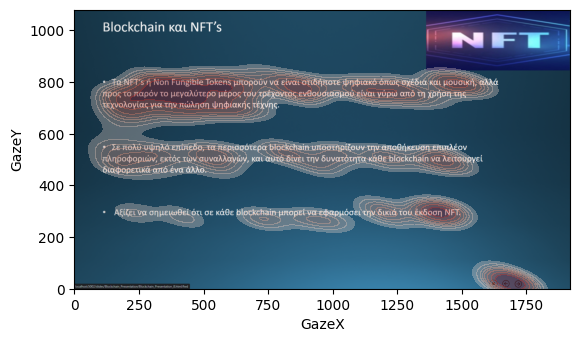 Blockchain και NFT's
NFT
• Τα NFT's ή Non Fungible Tokens μπορούν να είναι οτιδήποτε ψηφιακό όπως σχέδια και μουσική, αλλά
προς το παρόν το μεγαλύτερο μέρος του τρέχοντος ενθουσιασμού είναι γύρω από τη χρήση της
τεχνολογίας για την πώληση ψηφιακής τέχνης.
• Σε πολύ υψηλό επίπεδο, τα περισσότερα blockchain υποστηρίζουν την αποθήκευση επιπλέον
πληροφοριών, εκτός των συναλλαγών, και αυτό δίνει την δυνατότητα κάθε blockchain να λειτουργεί
διαφορετικά από ένα άλλο.
• Αξίζει να σημειωθεί ότι σε κάθε blockchain μπορεί να εφαρμόσει την δικιά του έκδοση NFT.
GazeY
1000
800
600
400
200
0
0 250 500 750 1000 1250 1500 1750
GazeX